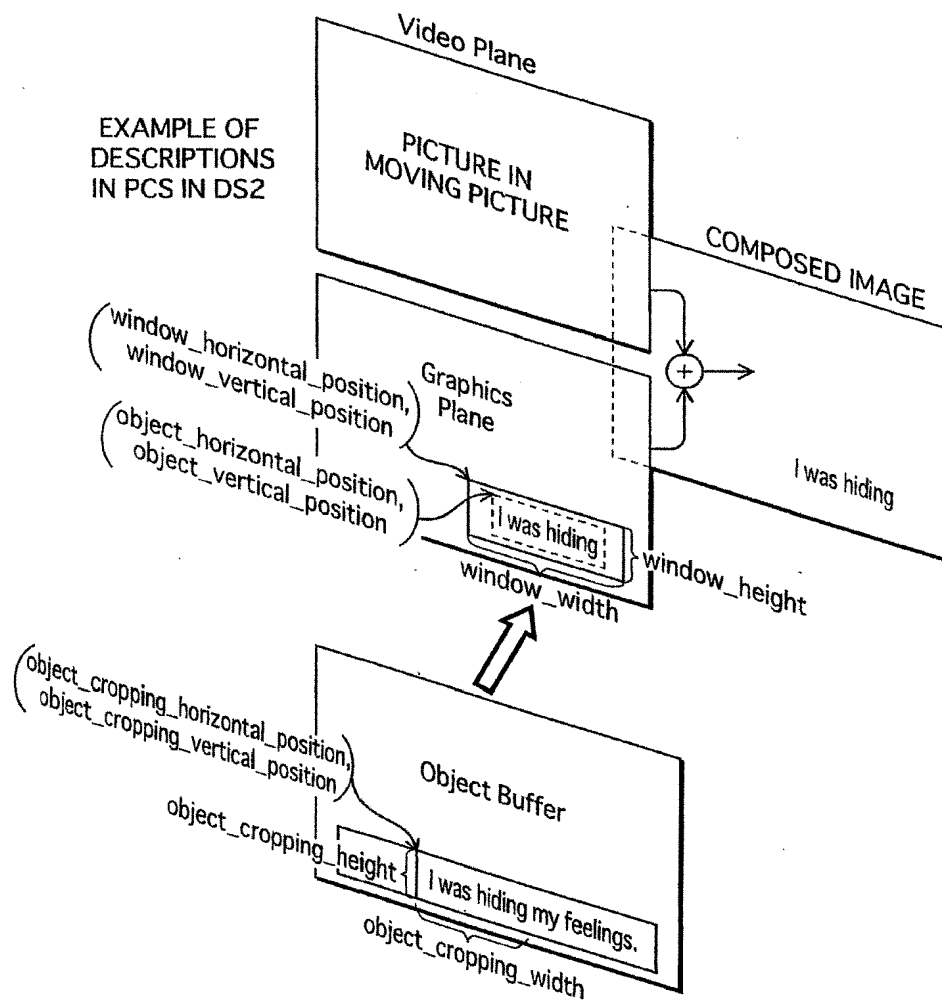 Video Plane
EXAMPLE OF
DESCRIPTIONS
IN PCS IN DS2
PICTURE IN
MOVING PICTURE
COMPOSED IMAGE
(window_horizontal_position,
window_vertical_position)
Graphics
Plane
+
(object_horizontal_position,
object_vertical_position)
I was hiding
I was hiding
window_height
window_width
(object_cropping_horizontal_position,
object_cropping_vertical_position)
Object Buffer
object_cropping_height
I was hiding my feelings.
object_cropping_width